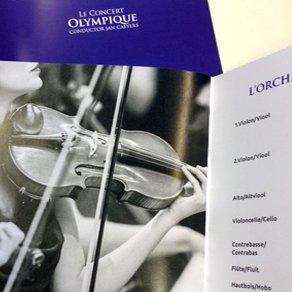 LE CONCERT
OLYMPIQUE
CONDUCTOR JAN CAEYERS
L'ORCH
1.Violon/Viool
2.Violon/Viool
Alto/Altviool
Violoncelle/Cello
Contrebasse/
Contrabas
Flûte/Fluit
Hautbois/Hobo